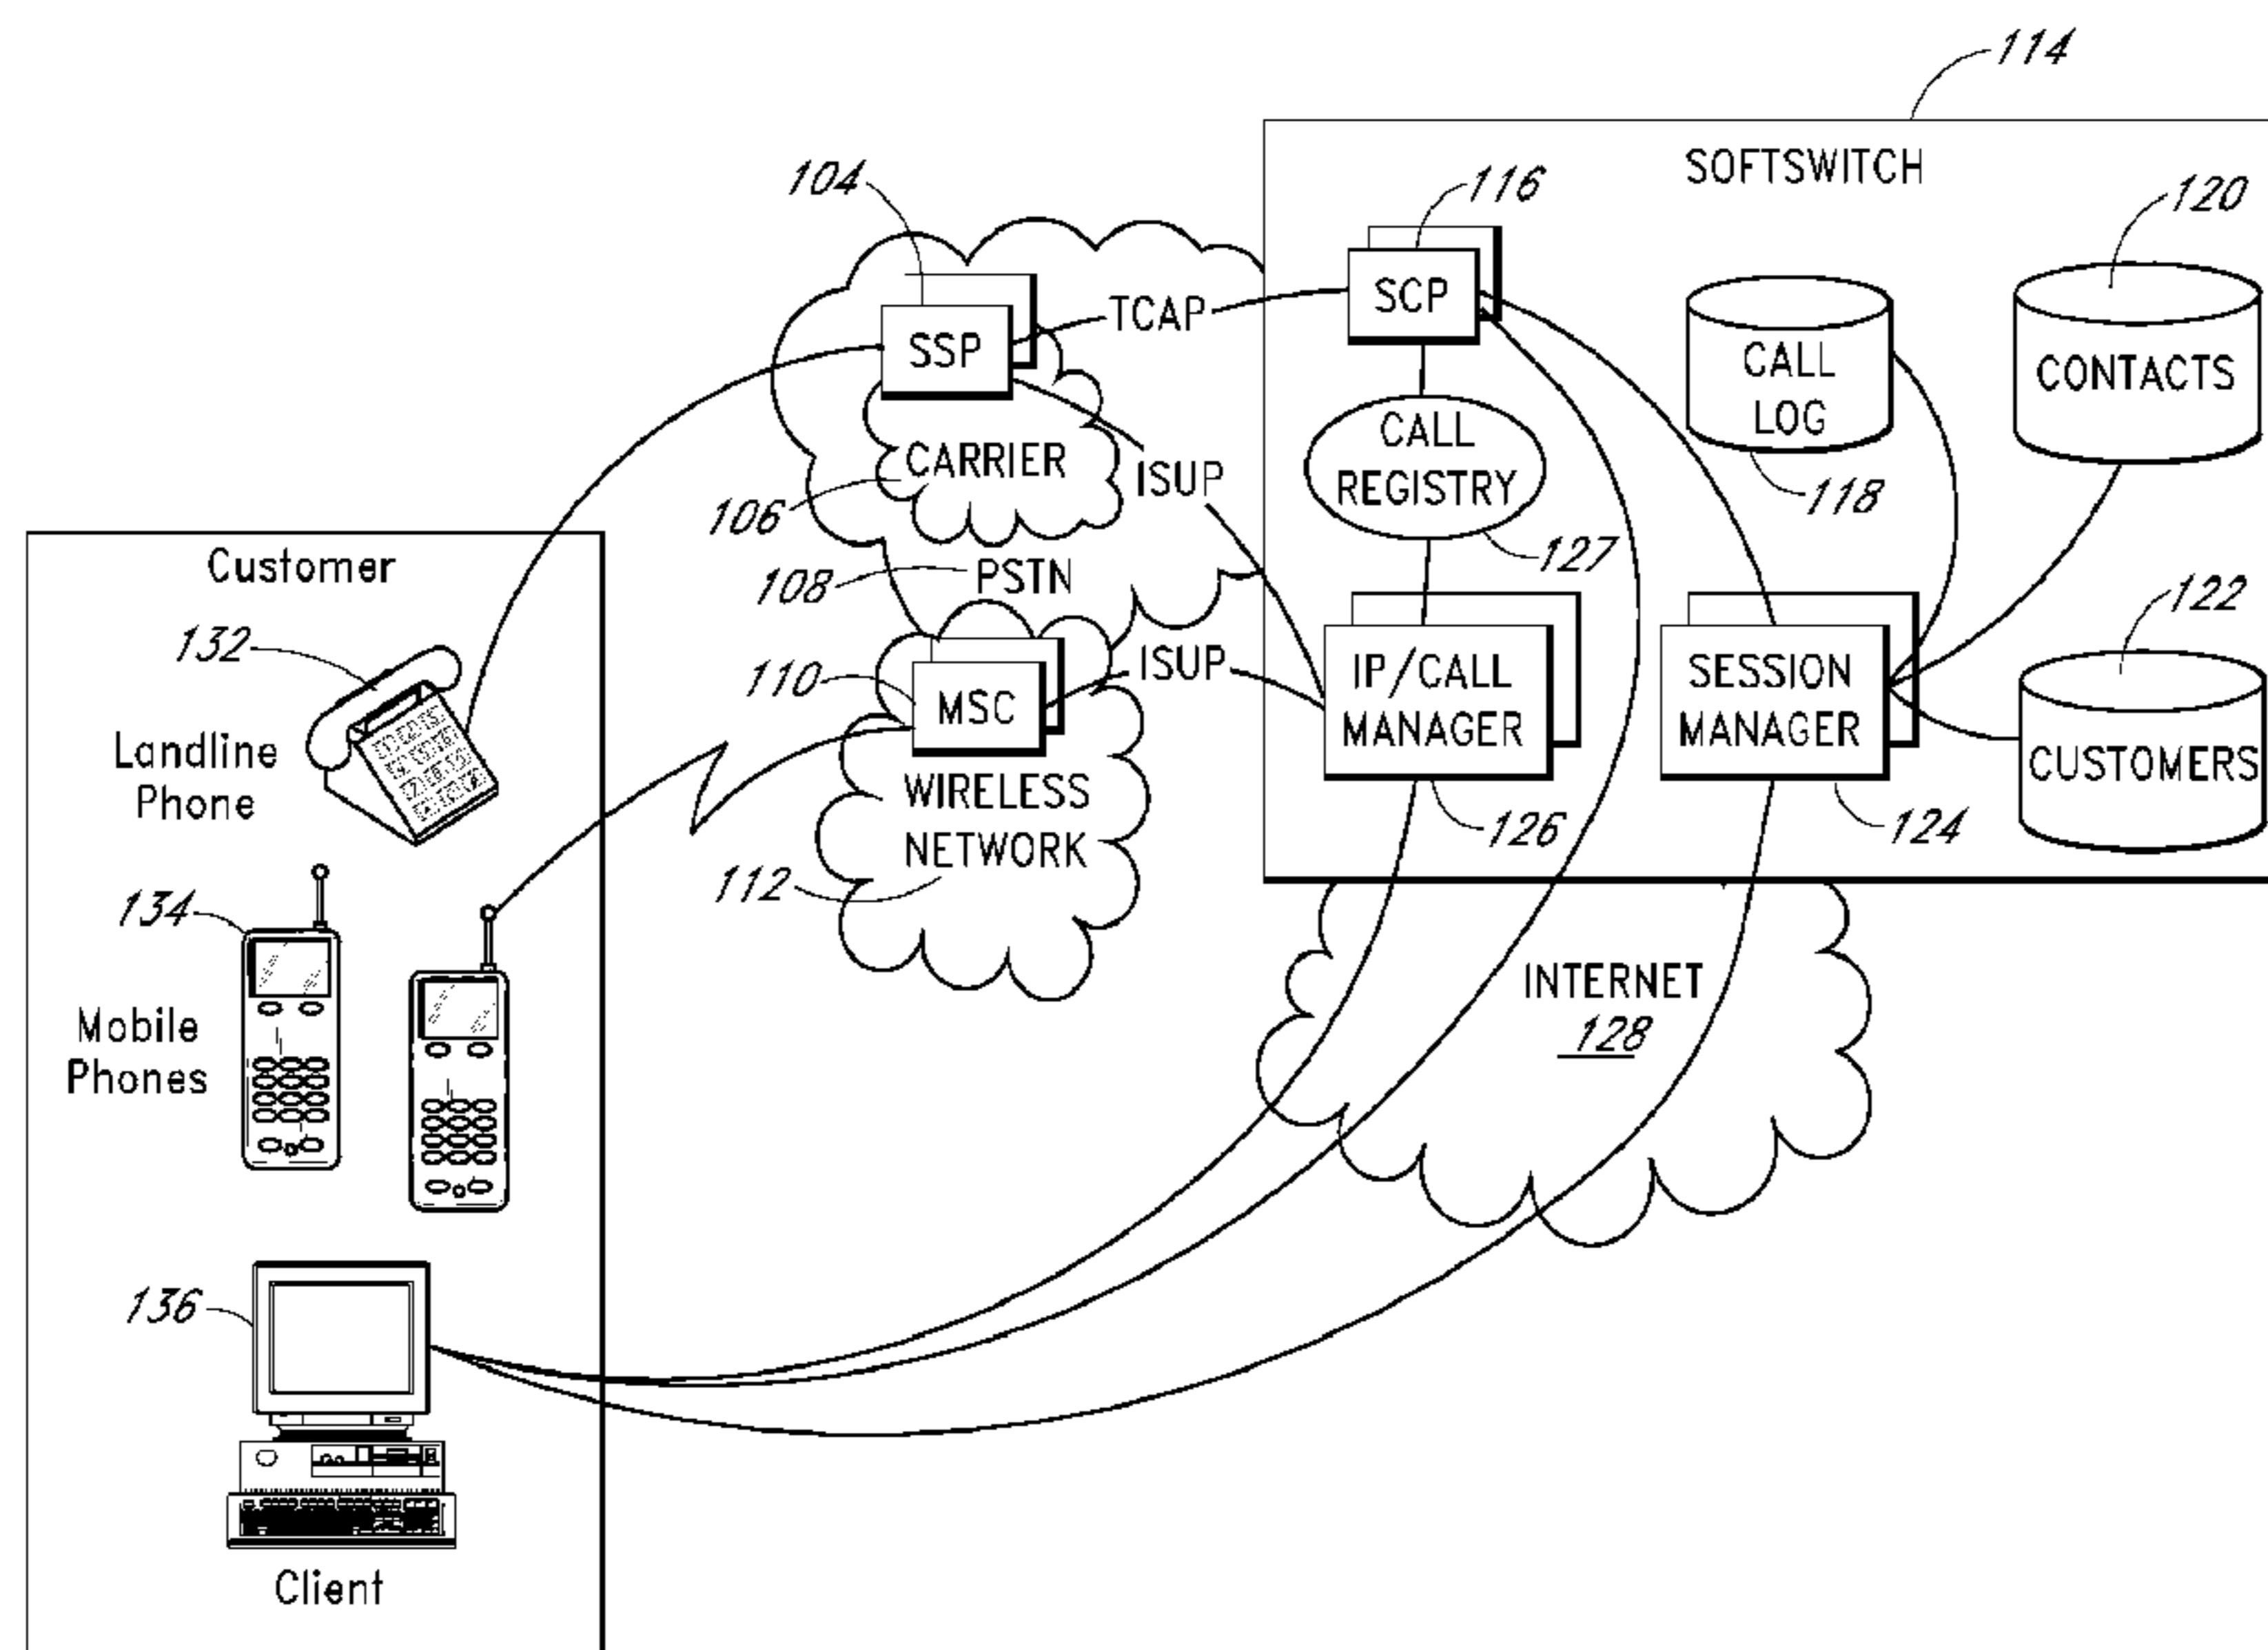 114
SOFTSWITCH
104
116
120
TCAP
SCP
SSP
CALL
LOG
CONTACTS
CALL
REGISTRY
CARRIER
ISUP
106
118
127
Customer
108
PSTN
122
132
110
ISUP
MSC
IP/CALL
MANAGER
SESSION
MANAGER
CUSTOMERS
Landline
Phone
WIRELESS
NETWORK
126
124
112
134
INTERNET
128
Mobile
Phones
136
Client